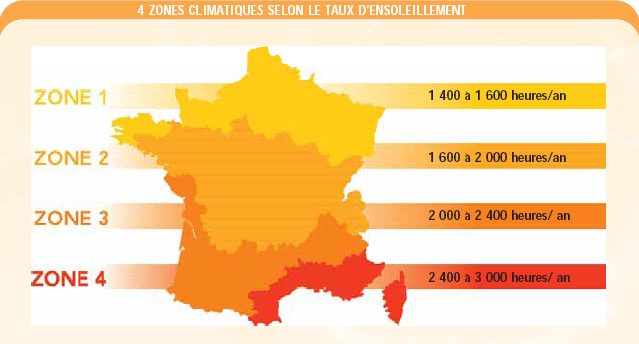 4 ZONES CLIMATIQUES SELON LE TAUX D'ENSOLEILLEMENT
ZONE 1 1 400 à 1 600 heures/an
ZONE 2 1 600 à 2 000 heures/an
ZONE 3 2 000 à 2 400 heures/ an
ZONE 4 2 400 à 3 000 heures/ an